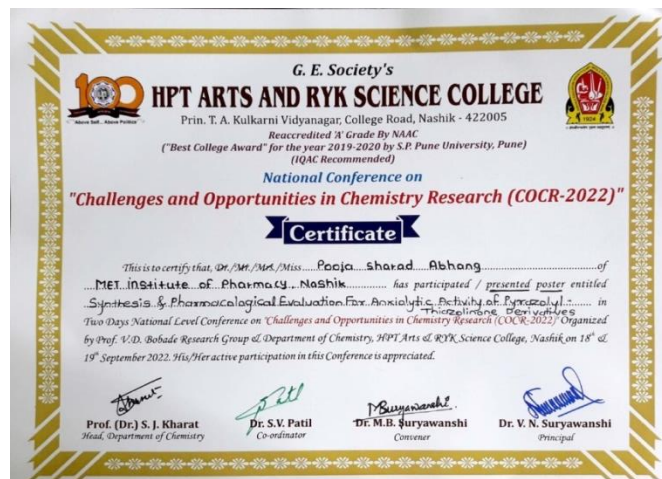 G. E. Society's
100
"Above Self... Above Politics"
HPT ARTS AND RYK SCIENCE COLLEGE
1924
Prin. T. A. Kulkarni Vidyanagar, College Road, Nashik - 422005
Reaccredited 'A' Grade By NAAC
("Best College Award" for the year 2019-2020 by S.P. Pune University, Pune)
(IQAC Recommended)
National Conference on
"Challenges and Opportunities in Chemistry Research (COCR-2022)"
Certificate
This is to certify that, Dr./Mr./Mrs./Miss Pooja Sharad Abhang of
MET institute of Pharmacy, Nashik has participated / presented poster entitled
Synthesis & Pharmacological Evaluation For Anxiolytic Activity of Pyrazolyl - in
Thiazolinone Derivatives
Two Days National Level Conference on "Challenges and Opportunities in Chemistry Research (COCR-2022)" Organized
by Prof. V.D. Bobade Research Group & Department of Chemistry, HPT Arts & RYK Science College, Nashik on 18th &
19th September 2022. His/Her active participation in this Conference is appreciated.
MBuryawanshi.
Prof. (Dr.) S. J. Kharat
Head, Department of Chemistry
Dr. S.V. Patil
Co-ordinator
Dr. M.B. Suryawanshi
Convener
Dr. V. N. Suryawanshi
Principal